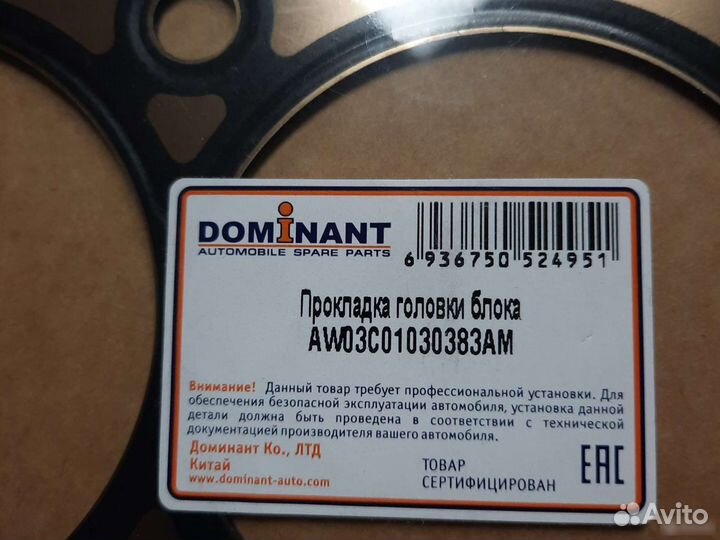 DOMiNANT
AUTOMOBILE SPARE PARTS
6 936750 524951
Прокладка головки блока
AW03C01030383AM
Внимание! Данный товар требует профессиональной установки. Для
обеспечения безопасной эксплуатации автомобиля, установка данной
детали должна быть проведена в соответствии с технической
документацией производителя вашего автомобиля.
Доминант Ко., ЛТД
Китай
www.dominant-auto.com
ТОВАР
СЕРТИФИЦИРОВАН
EAC
Avito